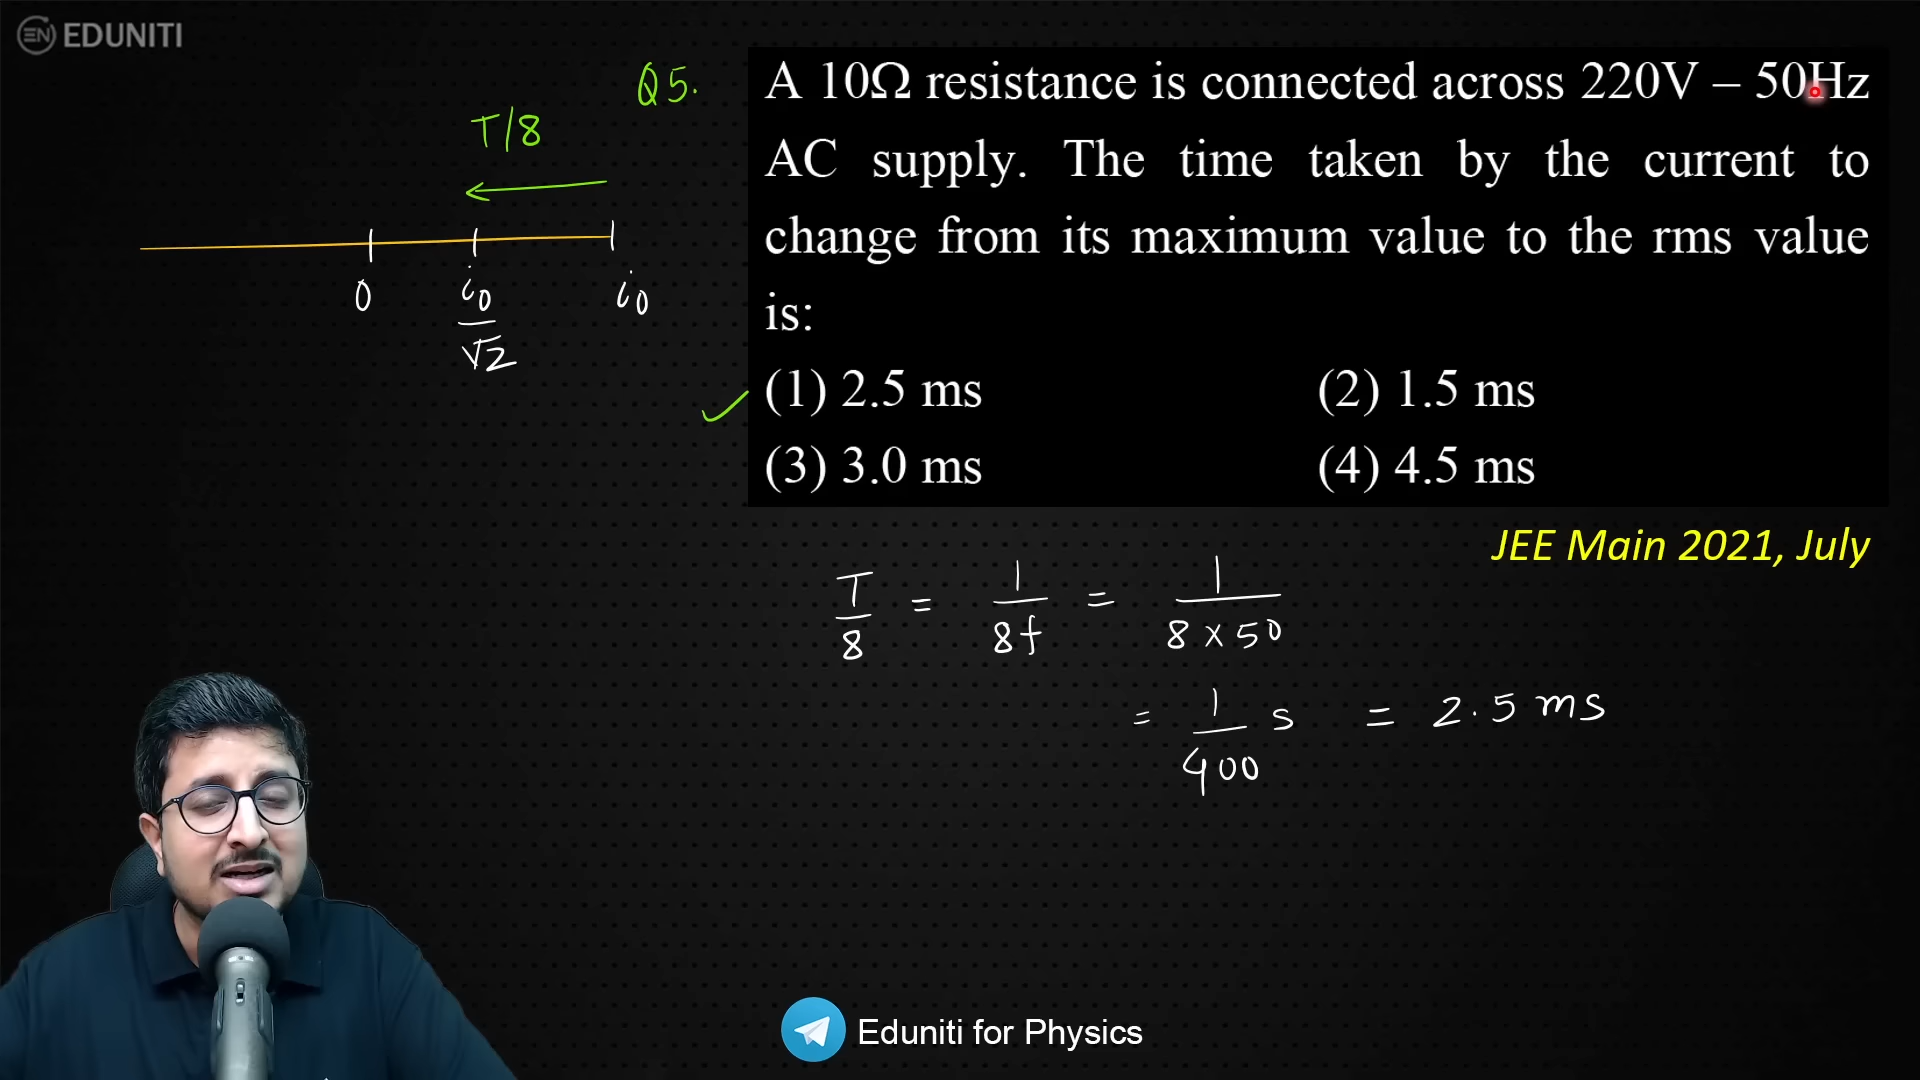 EN EDUNITI
Q5.
A 10Ω resistance is connected across 220V – 50Hz
AC supply. The time taken by the current to
change from its maximum value to the rms value
is:
(1) 2.5 ms (2) 1.5 ms
(3) 3.0 ms (4) 4.5 ms
JEE Main 2021, July
T/8
0 i0/√2 i0
T/8 = 1/8f = 1/8 × 50
= 1/400 s = 2.5 ms
Eduniti for Physics